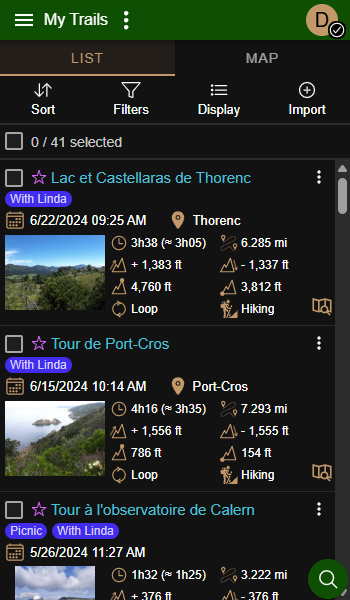 My Trails
D
LIST MAP
Sort Filters Display Import
0 / 41 selected
Lac et Castellaras de Thorenc
With Linda
6/22/2024 09:25 AM Thorenc
3h38 (≈ 3h05) 6.285 mi
+ 1,383 ft - 1,337 ft
4,760 ft 3,812 ft
Loop Hiking
Tour de Port-Cros
With Linda
6/15/2024 10:14 AM Port-Cros
4h16 (≈ 3h35) 7.293 mi
+ 1,556 ft - 1,555 ft
786 ft 154 ft
Loop Hiking
Tour à l'observatoire de Calern
Picnic With Linda
5/26/2024 11:27 AM
1h32 (≈ 1h25) 3.222 mi
+ 376 ft - 376 ft